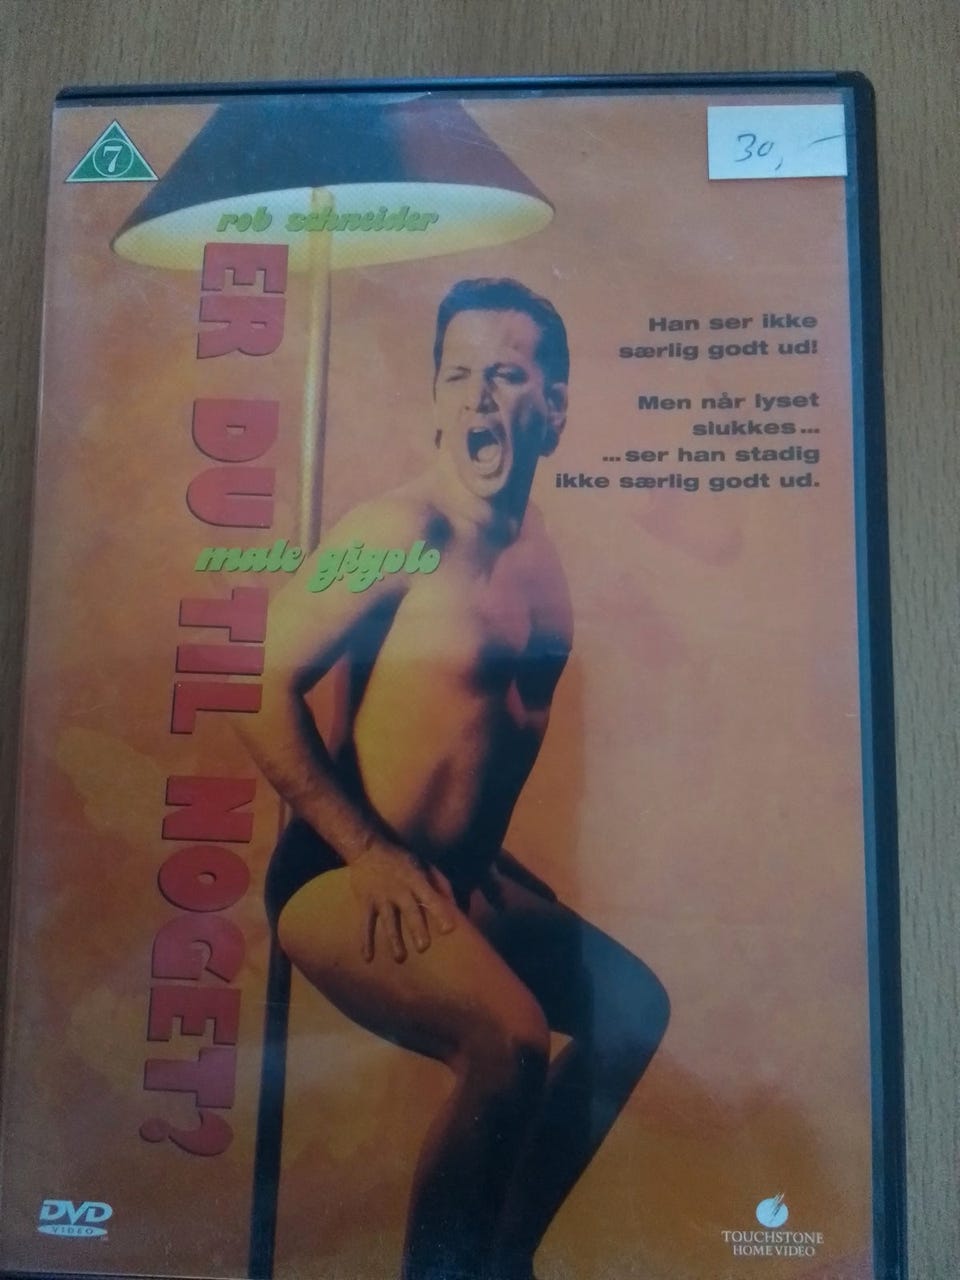 7
30,-
rob schneider
ER DU TIL NOGET?
male gigolo
Han ser ikke
særlig godt ud!
Men når lyset
slukkes...
...ser han stadig
ikke særlig godt ud.
DVD
VIDEO
TOUCHSTONE
HOME VIDEO